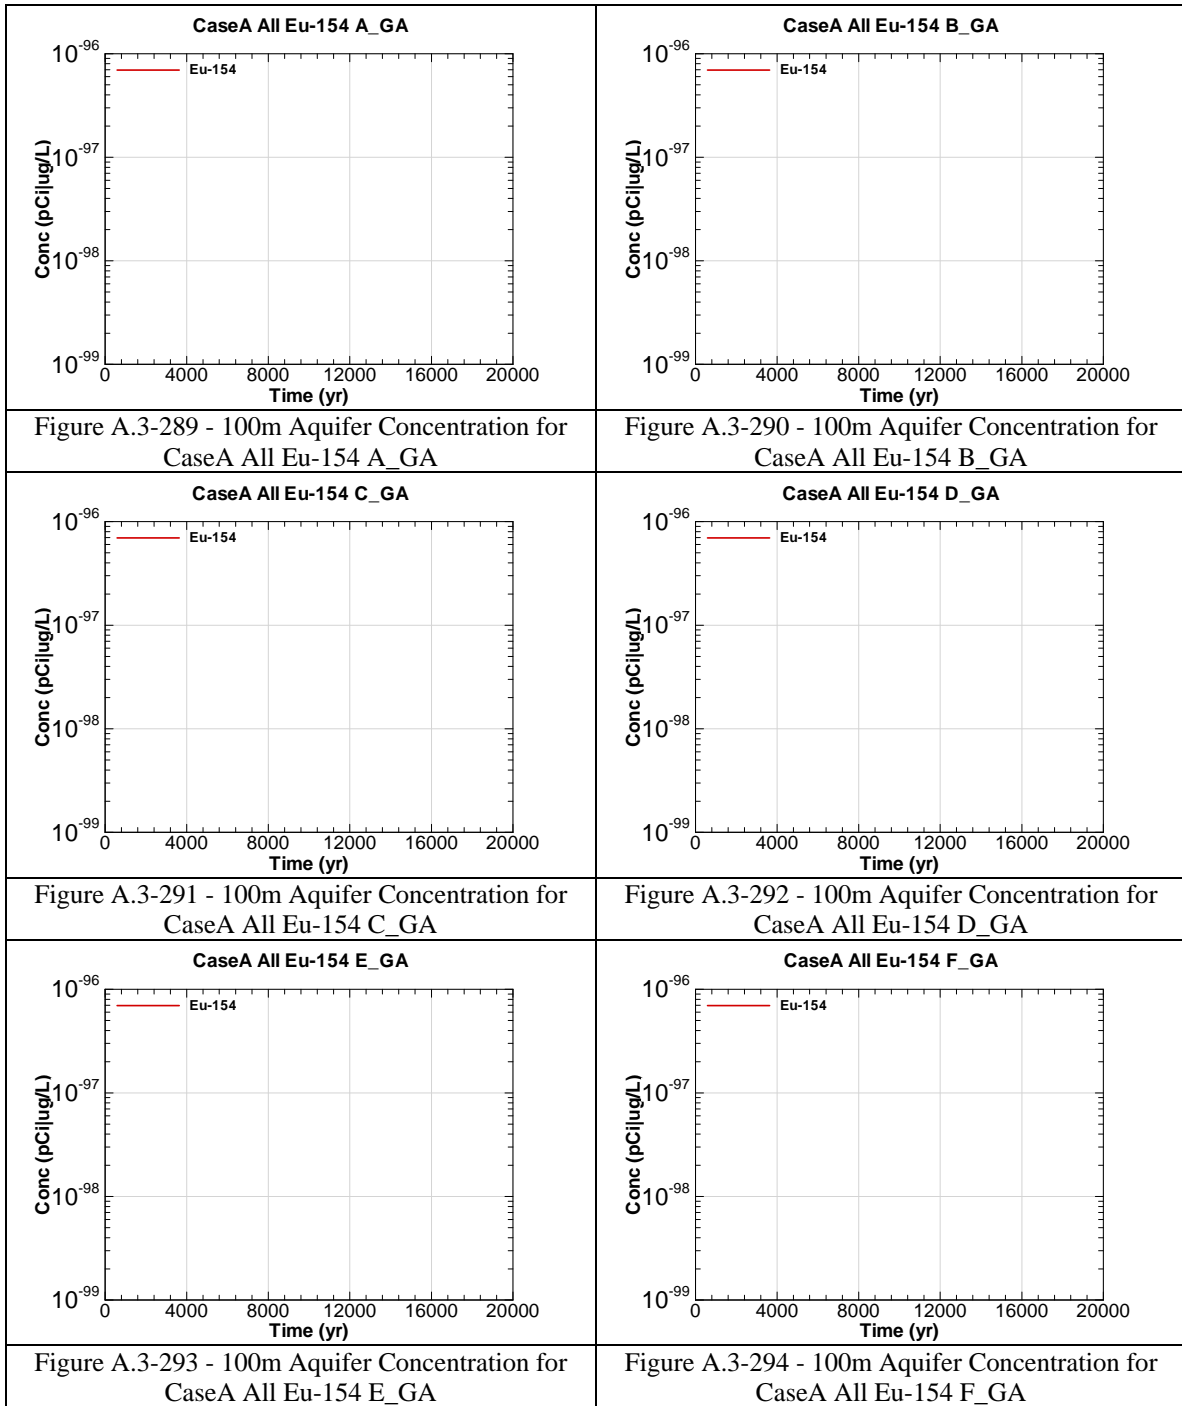 CaseA All Eu-154 A_GA
Eu-154
10-96
10-97
10-98
10-99
Conc (pCi|ug/L)
0 4000 8000 12000 16000 20000
Time (yr)
Figure A.3-289 - 100m Aquifer Concentration for
CaseA All Eu-154 A_GA
CaseA All Eu-154 B_GA
Eu-154
10-96
10-97
10-98
10-99
Conc (pCi|ug/L)
0 4000 8000 12000 16000 20000
Time (yr)
Figure A.3-290 - 100m Aquifer Concentration for
CaseA All Eu-154 B_GA
CaseA All Eu-154 C_GA
Eu-154
10-96
10-97
10-98
10-99
Conc (pCi|ug/L)
0 4000 8000 12000 16000 20000
Time (yr)
Figure A.3-291 - 100m Aquifer Concentration for
CaseA All Eu-154 C_GA
CaseA All Eu-154 D_GA
Eu-154
10-96
10-97
10-98
10-99
Conc (pCi|ug/L)
0 4000 8000 12000 16000 20000
Time (yr)
Figure A.3-292 - 100m Aquifer Concentration for
CaseA All Eu-154 D_GA
CaseA All Eu-154 E_GA
Eu-154
10-96
10-97
10-98
10-99
Conc (pCi|ug/L)
0 4000 8000 12000 16000 20000
Time (yr)
Figure A.3-293 - 100m Aquifer Concentration for
CaseA All Eu-154 E_GA
CaseA All Eu-154 F_GA
Eu-154
10-96
10-97
10-98
10-99
Conc (pCi|ug/L)
0 4000 8000 12000 16000 20000
Time (yr)
Figure A.3-294 - 100m Aquifer Concentration for
CaseA All Eu-154 F_GA